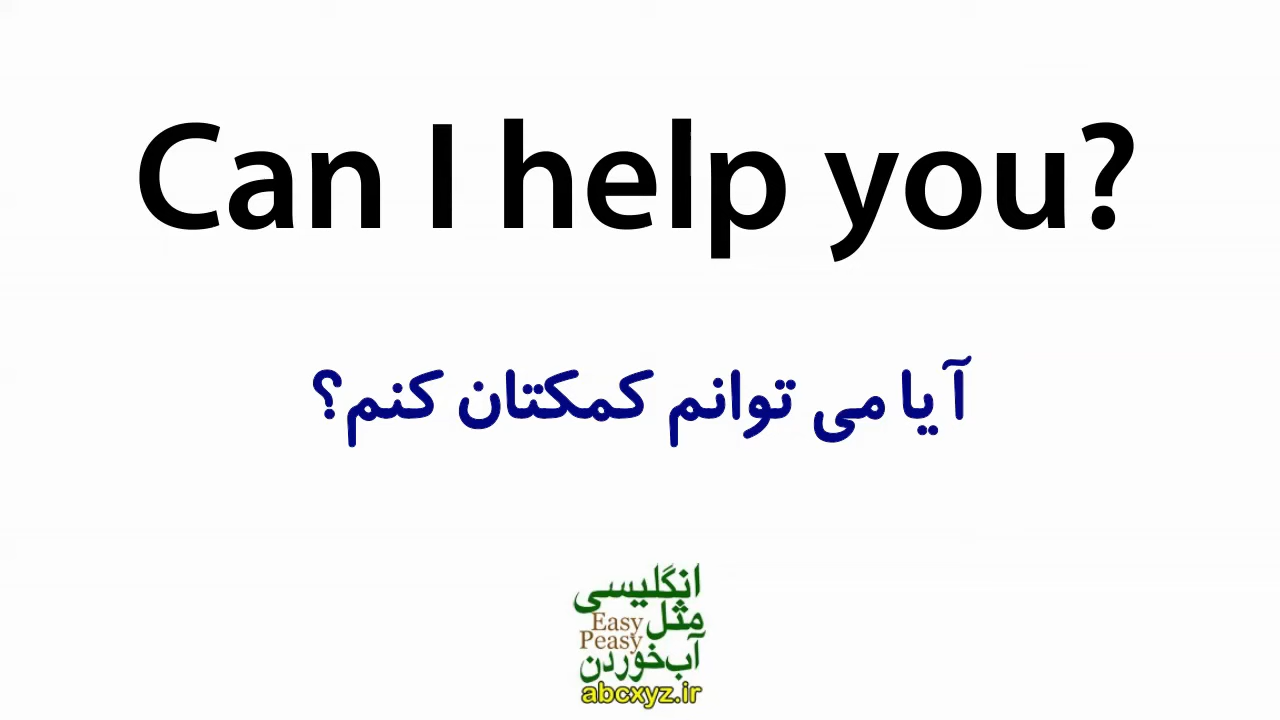 Can I help you?
آیا می توانم کمکتان کنم؟
انگلیسی
مثل
Easy
Peasy
آب‌خوردن
abcxyz.ir